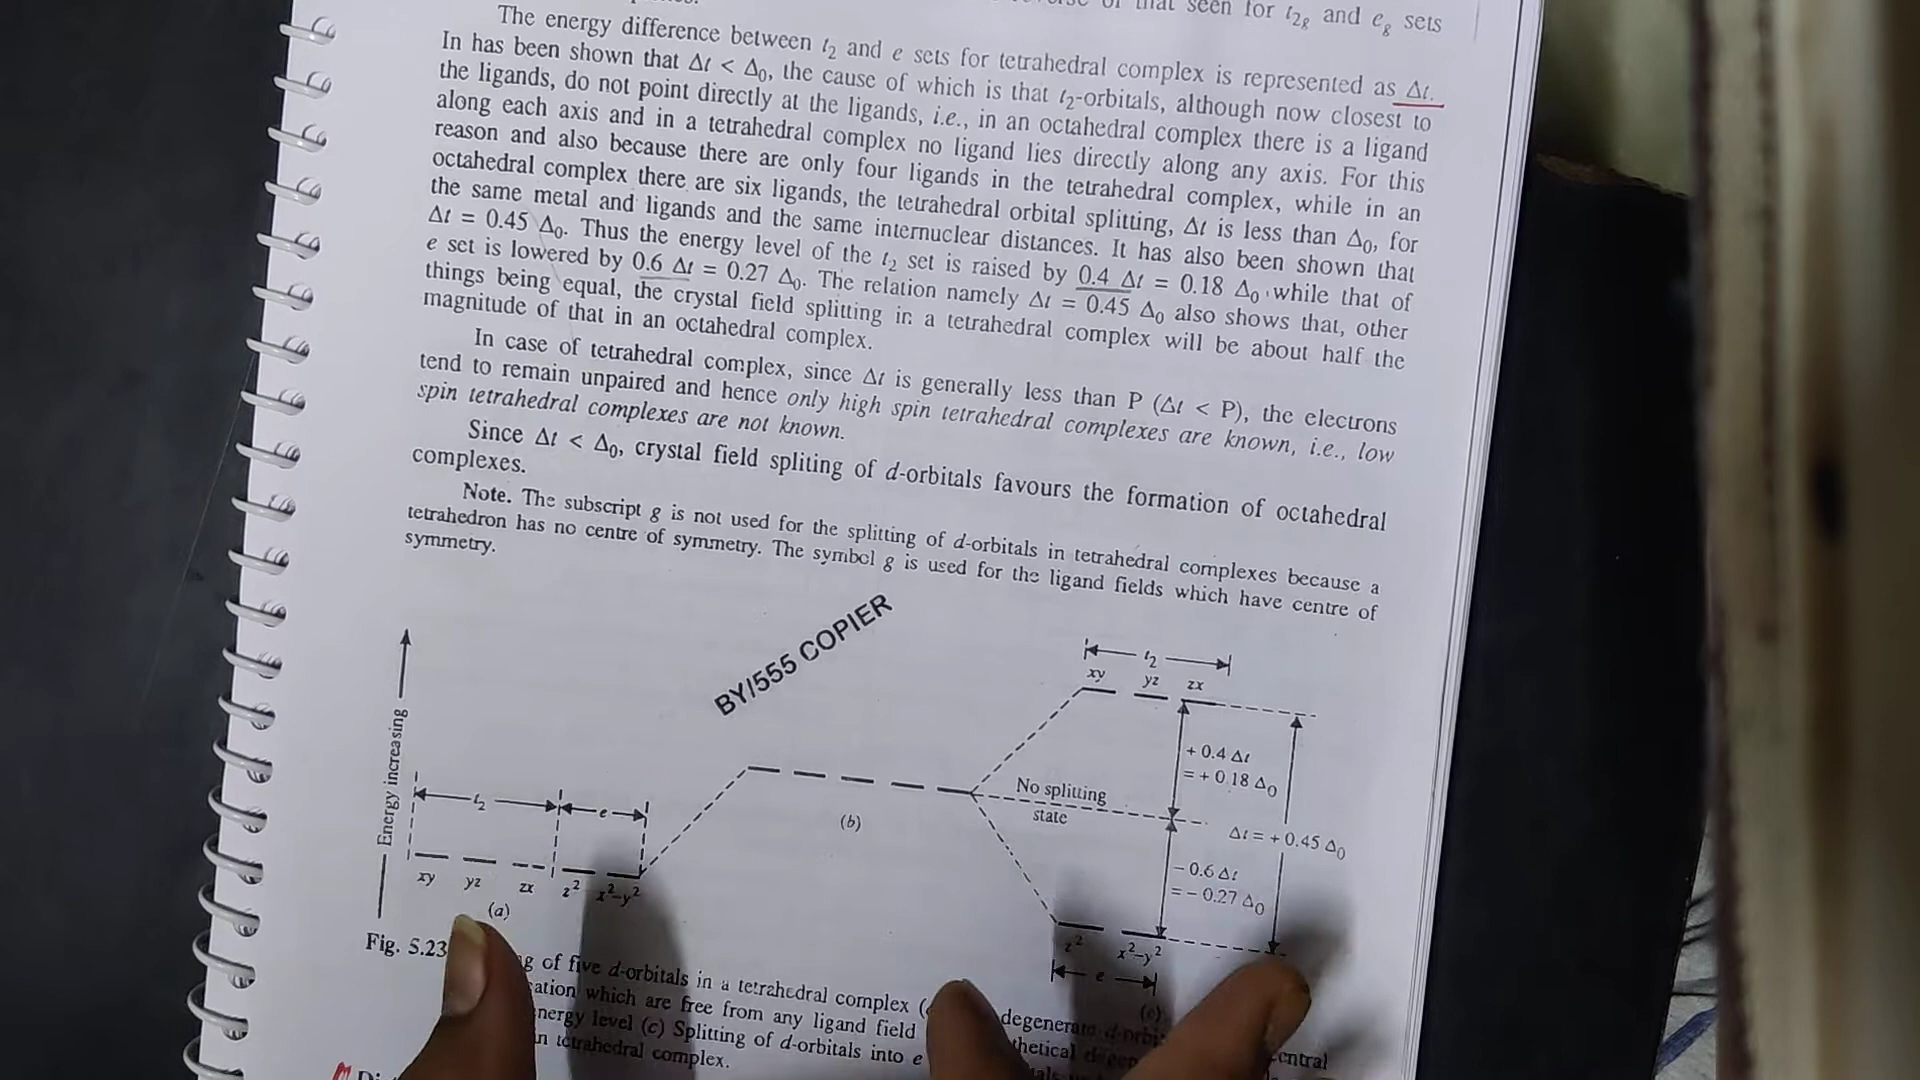 of that seen for t₂g and eg sets
The energy difference between t₂ and e sets for tetrahedral complex is represented as Δt.
In has been shown that Δt < Δ₀, the cause of which is that t₂-orbitals, although now closest to
the ligands, do not point directly at the ligands, i.e., in an octahedral complex there is a ligand
along each axis and in a tetrahedral complex no ligand lies directly along any axis. For this
reason and also because there are only four ligands in the tetrahedral complex, while in an
octahedral complex there are six ligands, the tetrahedral orbital splitting, Δt is less than Δ₀, for
the same metal and ligands and the same internuclear distances. It has also been shown that
Δt = 0.45 Δ₀. Thus the energy level of the t₂ set is raised by 0.4 Δt = 0.18 Δ₀ while that of
e set is lowered by 0.6 Δt = 0.27 Δ₀. The relation namely Δt = 0.45 Δ₀ also shows that, other
things being equal, the crystal field splitting in a tetrahedral complex will be about half the
magnitude of that in an octahedral complex.
In case of tetrahedral complex, since Δt is generally less than P (Δt < P), the electrons
tend to remain unpaired and hence only high spin tetrahedral complexes are known, i.e., low
spin tetrahedral complexes are not known.
Since Δt < Δ₀, crystal field spliting of d-orbitals favours the formation of octahedral
complexes.
Note. The subscript g is not used for the splitting of d-orbitals in tetrahedral complexes because a
tetrahedron has no centre of symmetry. The symbol g is used for the ligand fields which have centre of
symmetry.
BY/555 COPIER
Energy increasing
t₂ e
xy yz zx z² x²–y²
(a)
(b)
No splitting
state
t₂
xy yz zx
+ 0.4 Δt
= + 0.18 Δ₀
Δt = + 0.45 Δ₀
– 0.6 Δt
= – 0.27 Δ₀
z² x²–y²
e
(c)
Fig. 5.23 of five d-orbitals in a tetrahedral complex degenerate
which are free from any ligand field
energy level (c) Splitting of d-orbitals into e
in tetrahedral complex.